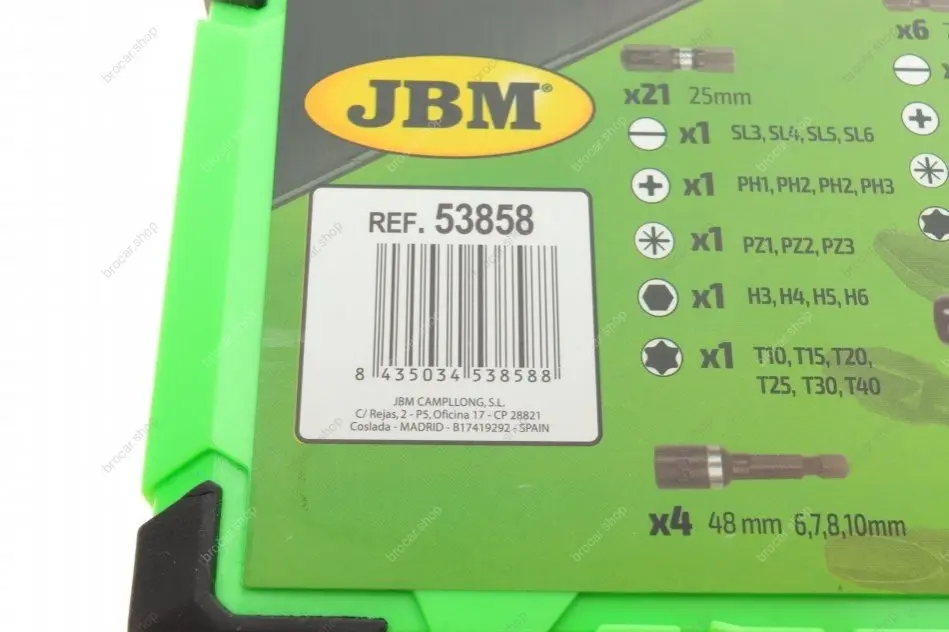 JBM®
REF. 53858
8 435034 538588
JBM CAMPLLONG, S.L.
C/ Rejas, 2 - P5, Oficina 17 - CP 28821
Coslada - MADRID - B17419292 - SPAIN
x21 25mm
x1 SL3, SL4, SL5, SL6
x1 PH1, PH2, PH2, PH3
x1 PZ1, PZ2, PZ3
x1 H3, H4, H5, H6
x1 T10, T15, T20,
T25, T30, T40
x4 48 mm 6,7,8,10mm
x6
brocar.shop